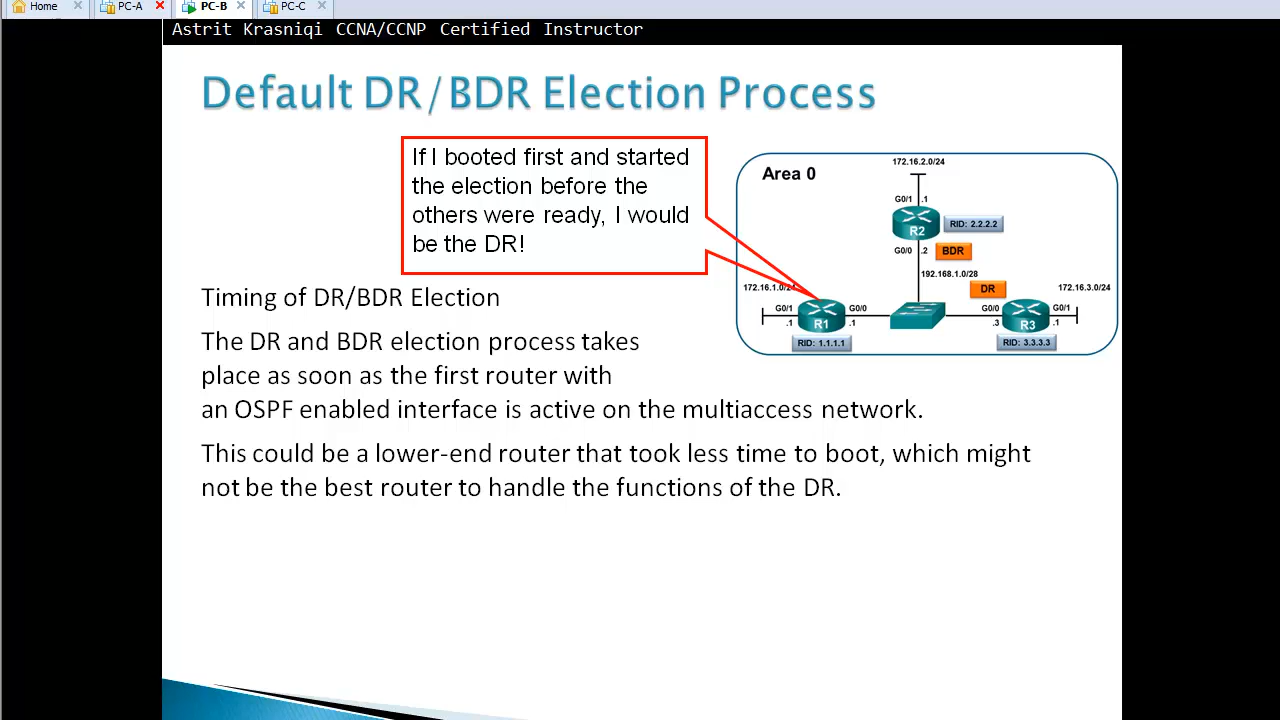 Home
PC-A
PC-B
PC-C
Astrit Krasniqi CCNA/CCNP Certified Instructor
Default DR/BDR Election Process
If I booted first and started
the election before the
others were ready, I would
be the DR!
Area 0
172.16.2.0/24
G0/1 .1
R2
RID: 2.2.2.2
G0/0 .2
BDR
192.168.1.0/28
172.16.1.0/24
DR
172.16.3.0/24
G0/1
G0/0
G0/0
G0/1
.1
R1
.1
.3
R3
.1
RID: 1.1.1.1
RID: 3.3.3.3
Timing of DR/BDR Election
The DR and BDR election process takes
place as soon as the first router with
an OSPF enabled interface is active on the multiaccess network.
This could be a lower-end router that took less time to boot, which might
not be the best router to handle the functions of the DR.